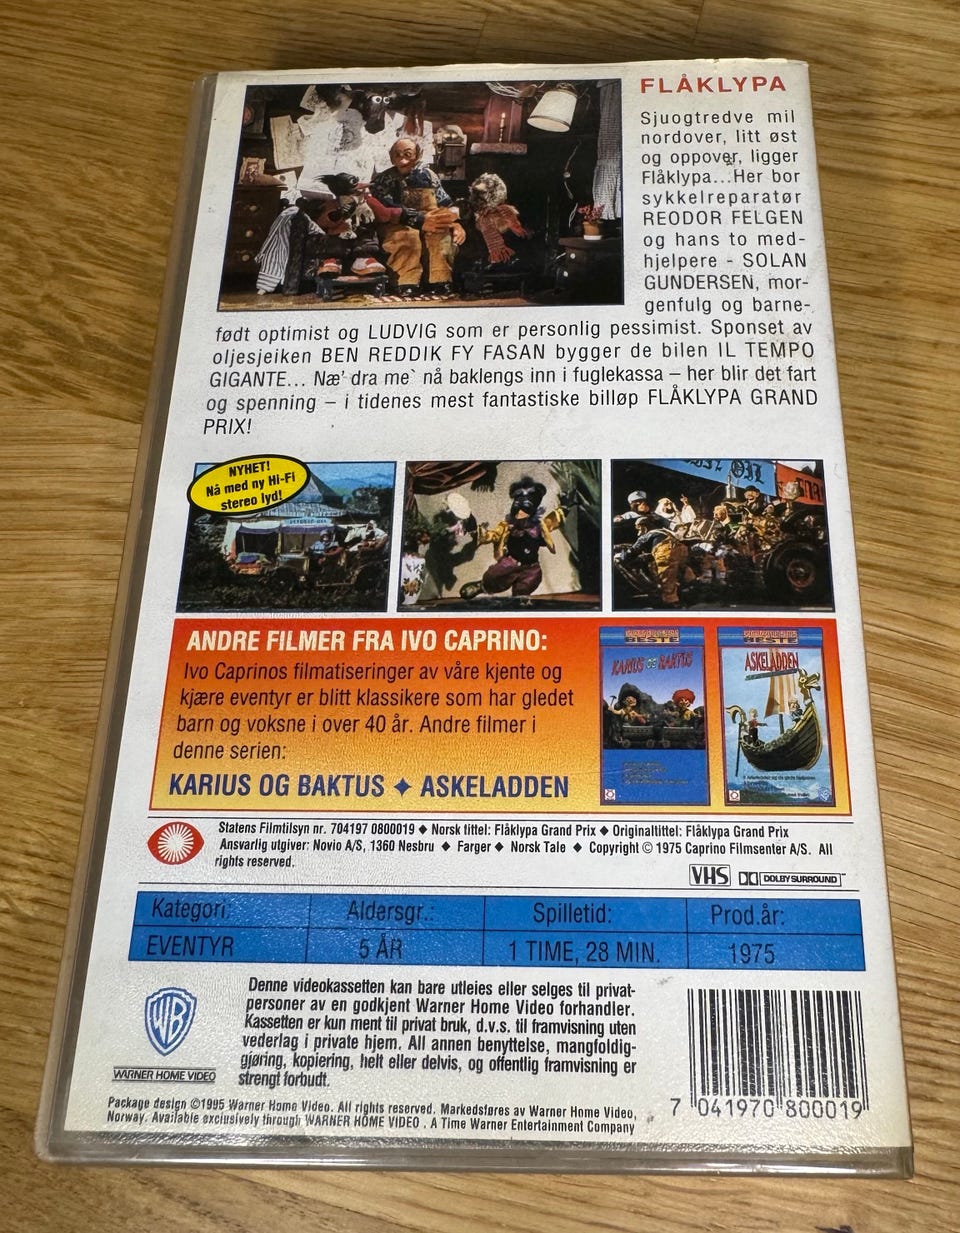 FLÅKLYPA
Sjuogtredve mil
nordover, litt øst
og oppover, ligger
Flåklypa...Her bor
sykkelreparatør
REODOR FELGEN
og hans to med-
hjelpere - SOLAN
GUNDERSEN, mor-
genfulg og barne-
født optimist og LUDVIG som er personlig pessimist. Sponset av
oljesjeiken BEN REDDIK FY FASAN bygger de bilen IL TEMPO
GIGANTE... Næ' dra me` nå baklengs inn i fuglekassa – her blir det fart
og spenning – i tidenes mest fantastiske billøp FLÅKLYPA GRAND
PRIX!
NYHET!
Nå med ny Hi-Fi
stereo lyd!
OIL
ANDRE FILMER FRA IVO CAPRINO:
Ivo Caprinos filmatiseringer av våre kjente og
kjære eventyr er blitt klassikere som har gledet
barn og voksne i over 40 år. Andre filmer i
denne serien:
KARIUS OG BAKTUS ✦ ASKELADDEN
BESTE
KARIUS OG BAKTUS
BESTE
ASKELADDEN
Statens Filmtilsyn nr. 704197 0800019 ◆ Norsk tittel: Flåklypa Grand Prix ◆ Originaltittel: Flåklypa Grand Prix
Ansvarlig utgiver: Novio A/S, 1360 Nesbru ◆ Farger ◆ Norsk Tale ◆ Copyright © 1975 Caprino Filmsenter A/S. All
rights reserved.
VHS DOLBY SURROUND™
Kategori: Aldersgr.: Spilletid: Prod.år:
EVENTYR 5 ÅR 1 TIME, 28 MIN. 1975
Denne videokassetten kan bare utleies eller selges til privat-
personer av en godkjent Warner Home Video forhandler.
Kassetten er kun ment til privat bruk, d.v.s. til framvisning uten
vederlag i private hjem. All annen benyttelse, mangfoldig-
gjøring, kopiering, helt eller delvis, og offentlig framvisning er
strengt forbudt.
WB
WARNER HOME VIDEO
Package design ©1995 Warner Home Video. All rights reserved. Markedsføres av Warner Home Video,
Norway. Available exclusively through WARNER HOME VIDEO . A Time Warner Entertainment Company
7 041970 800019